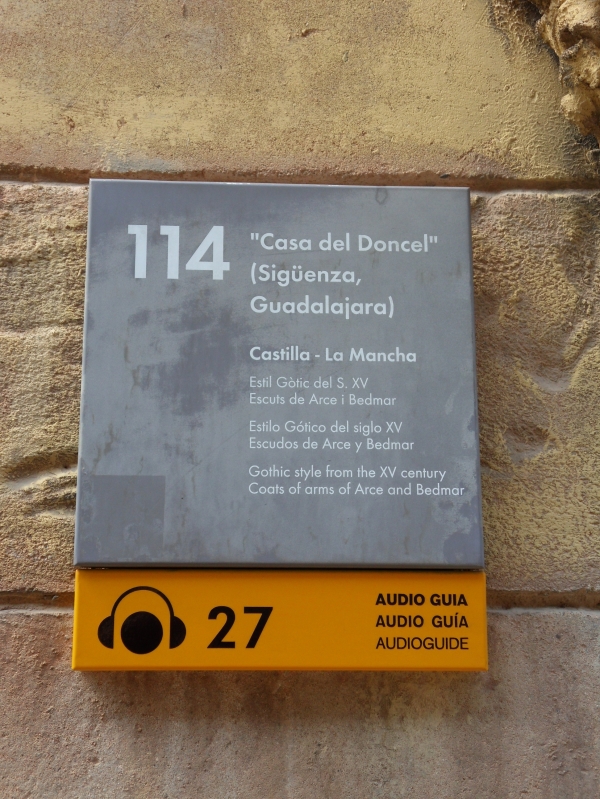 114
"Casa del Doncel"
(Sigüenza,
Guadalajara)
Castilla - La Mancha
Estil Gòtic del S. XV
Escuts de Arce i Bedmar
Estilo Gótico del siglo XV
Escudos de Arce y Bedmar
Gothic style from the XV century
Coats of arms of Arce and Bedmar
27
AUDIO GUIA
AUDIO GUÍA
AUDIOGUIDE